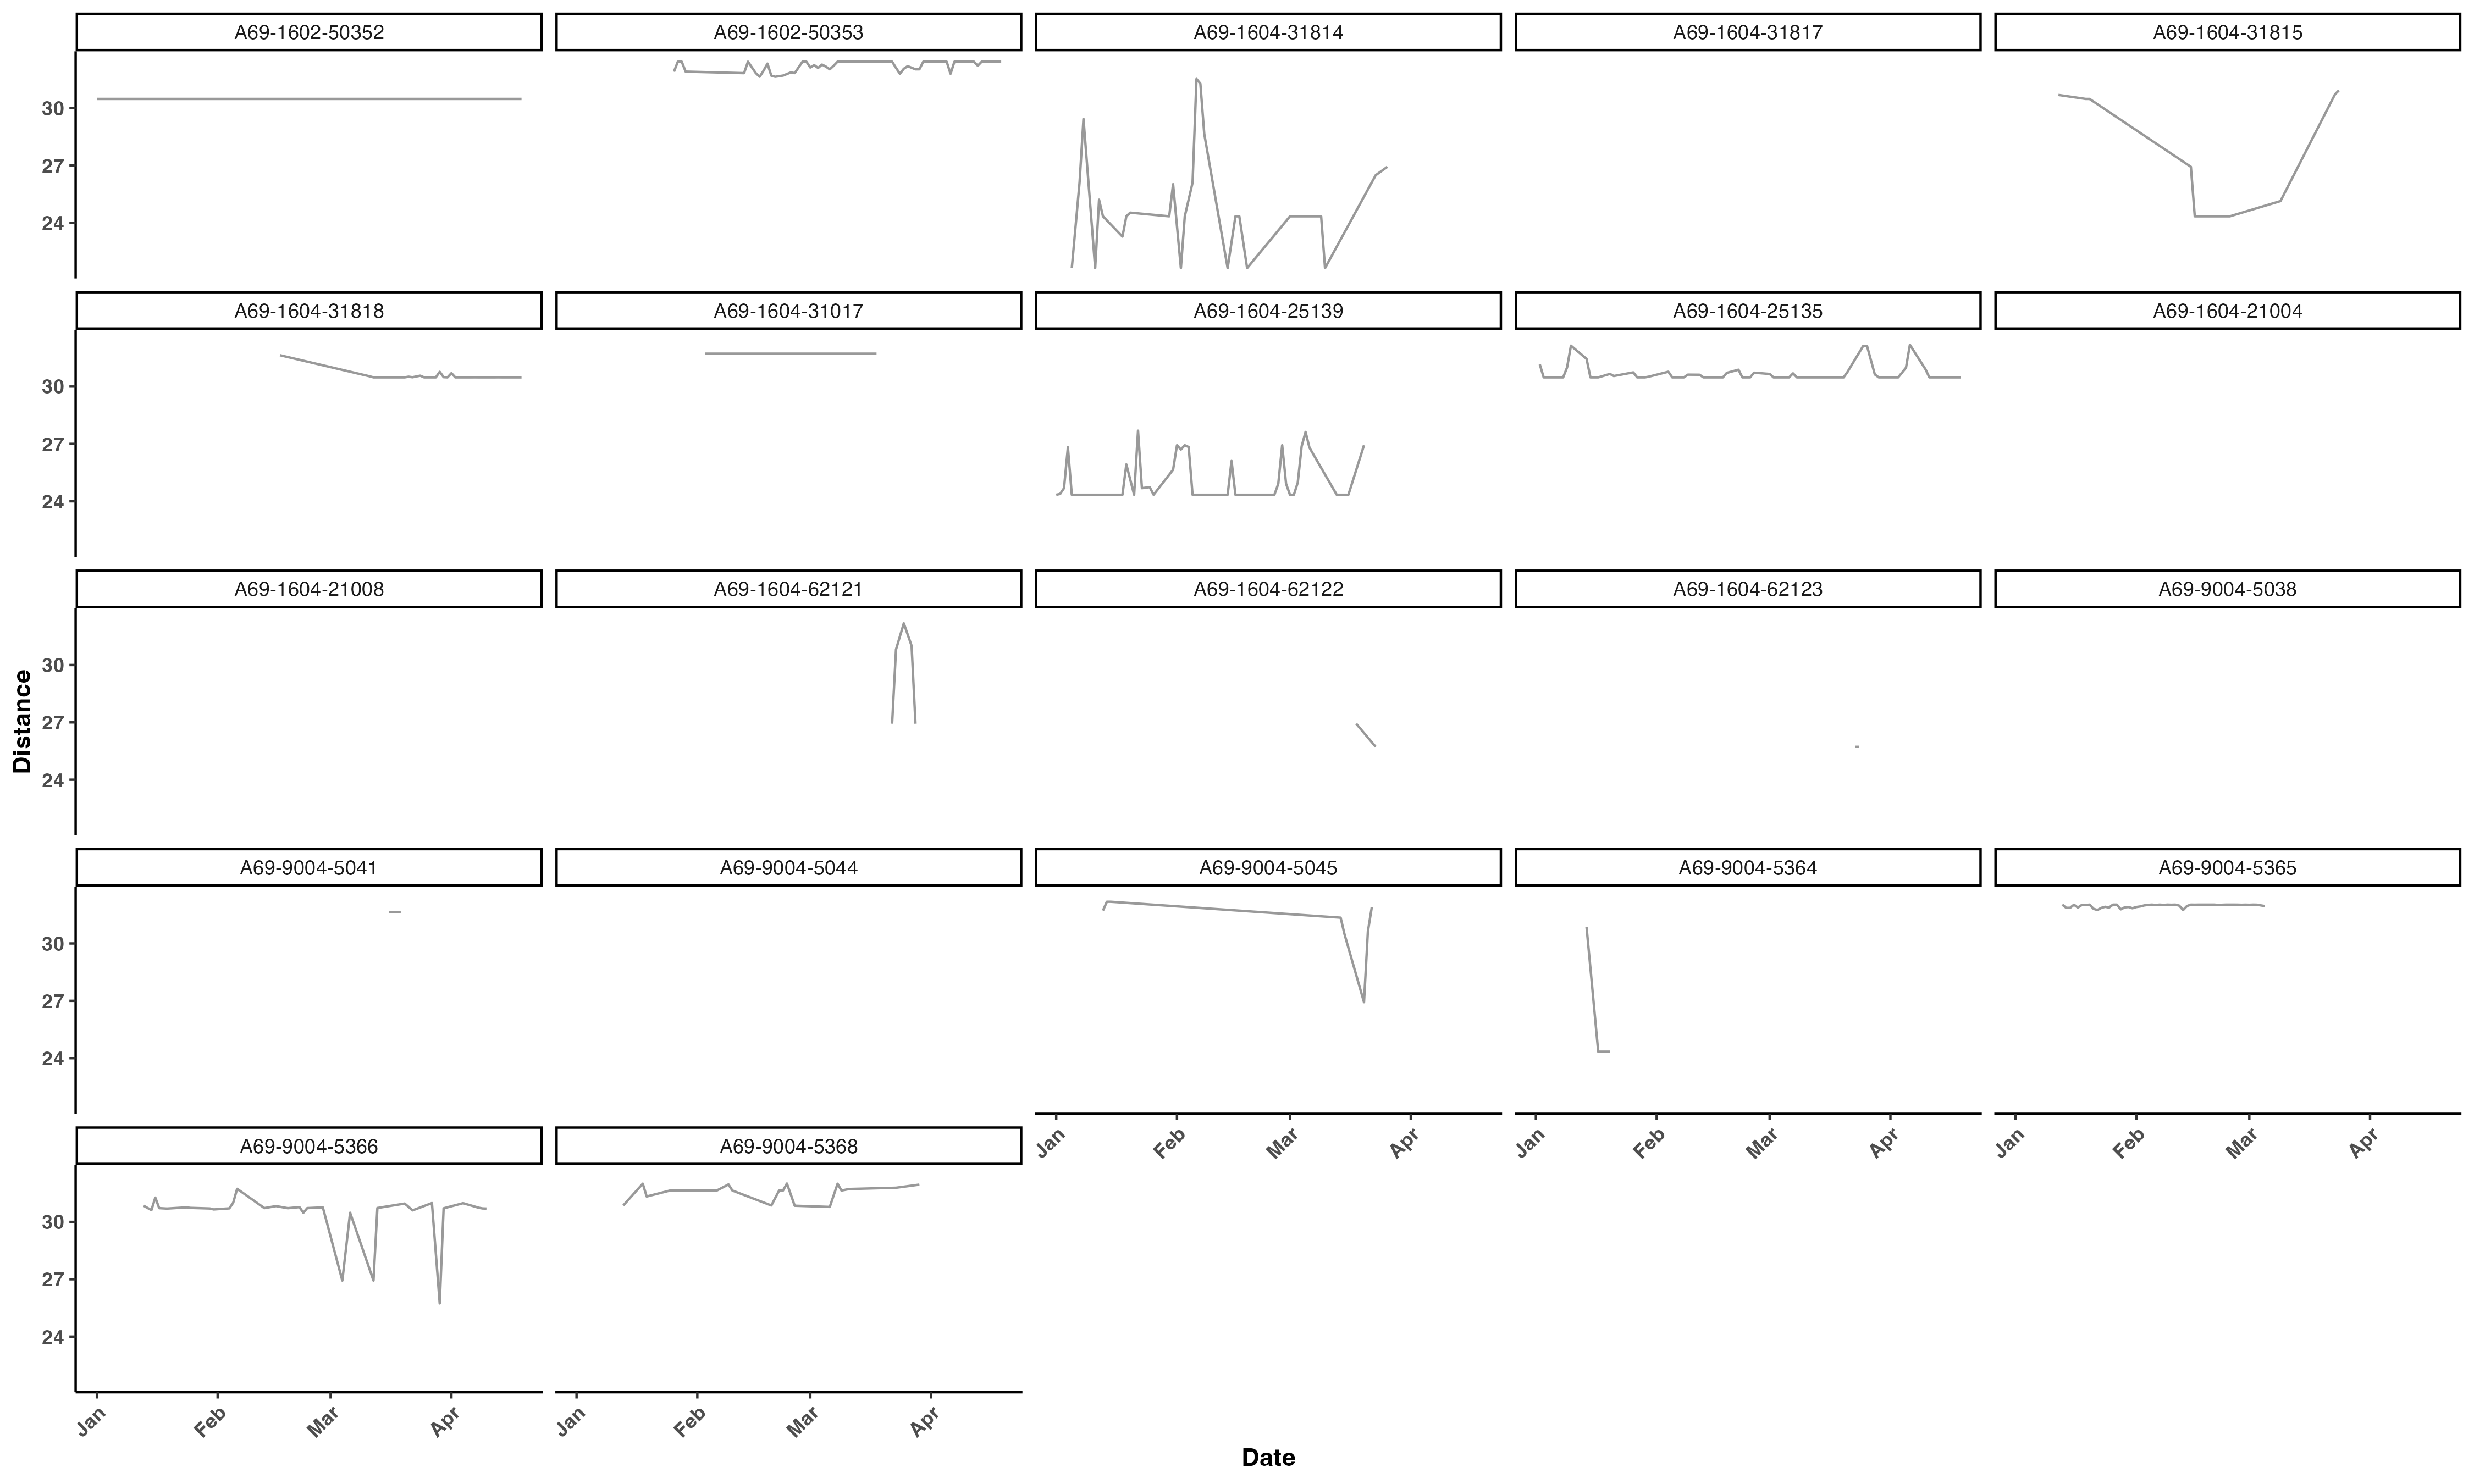 A69-1602-50352 A69-1602-50353 A69-1604-31814 A69-1604-31817 A69-1604-31815
30
27
24
A69-1604-31818 A69-1604-31017 A69-1604-25139 A69-1604-25135 A69-1604-21004
30
27
24
A69-1604-21008 A69-1604-62121 A69-1604-62122 A69-1604-62123 A69-9004-5038
30
27
24
Distance
A69-9004-5041 A69-9004-5044 A69-9004-5045 A69-9004-5364 A69-9004-5365
30
27
24
Jan Feb Mar Apr Jan Feb Mar Apr Jan Feb Mar Apr
A69-9004-5366 A69-9004-5368
30
27
24
Jan Feb Mar Apr Jan Feb Mar Apr
Date